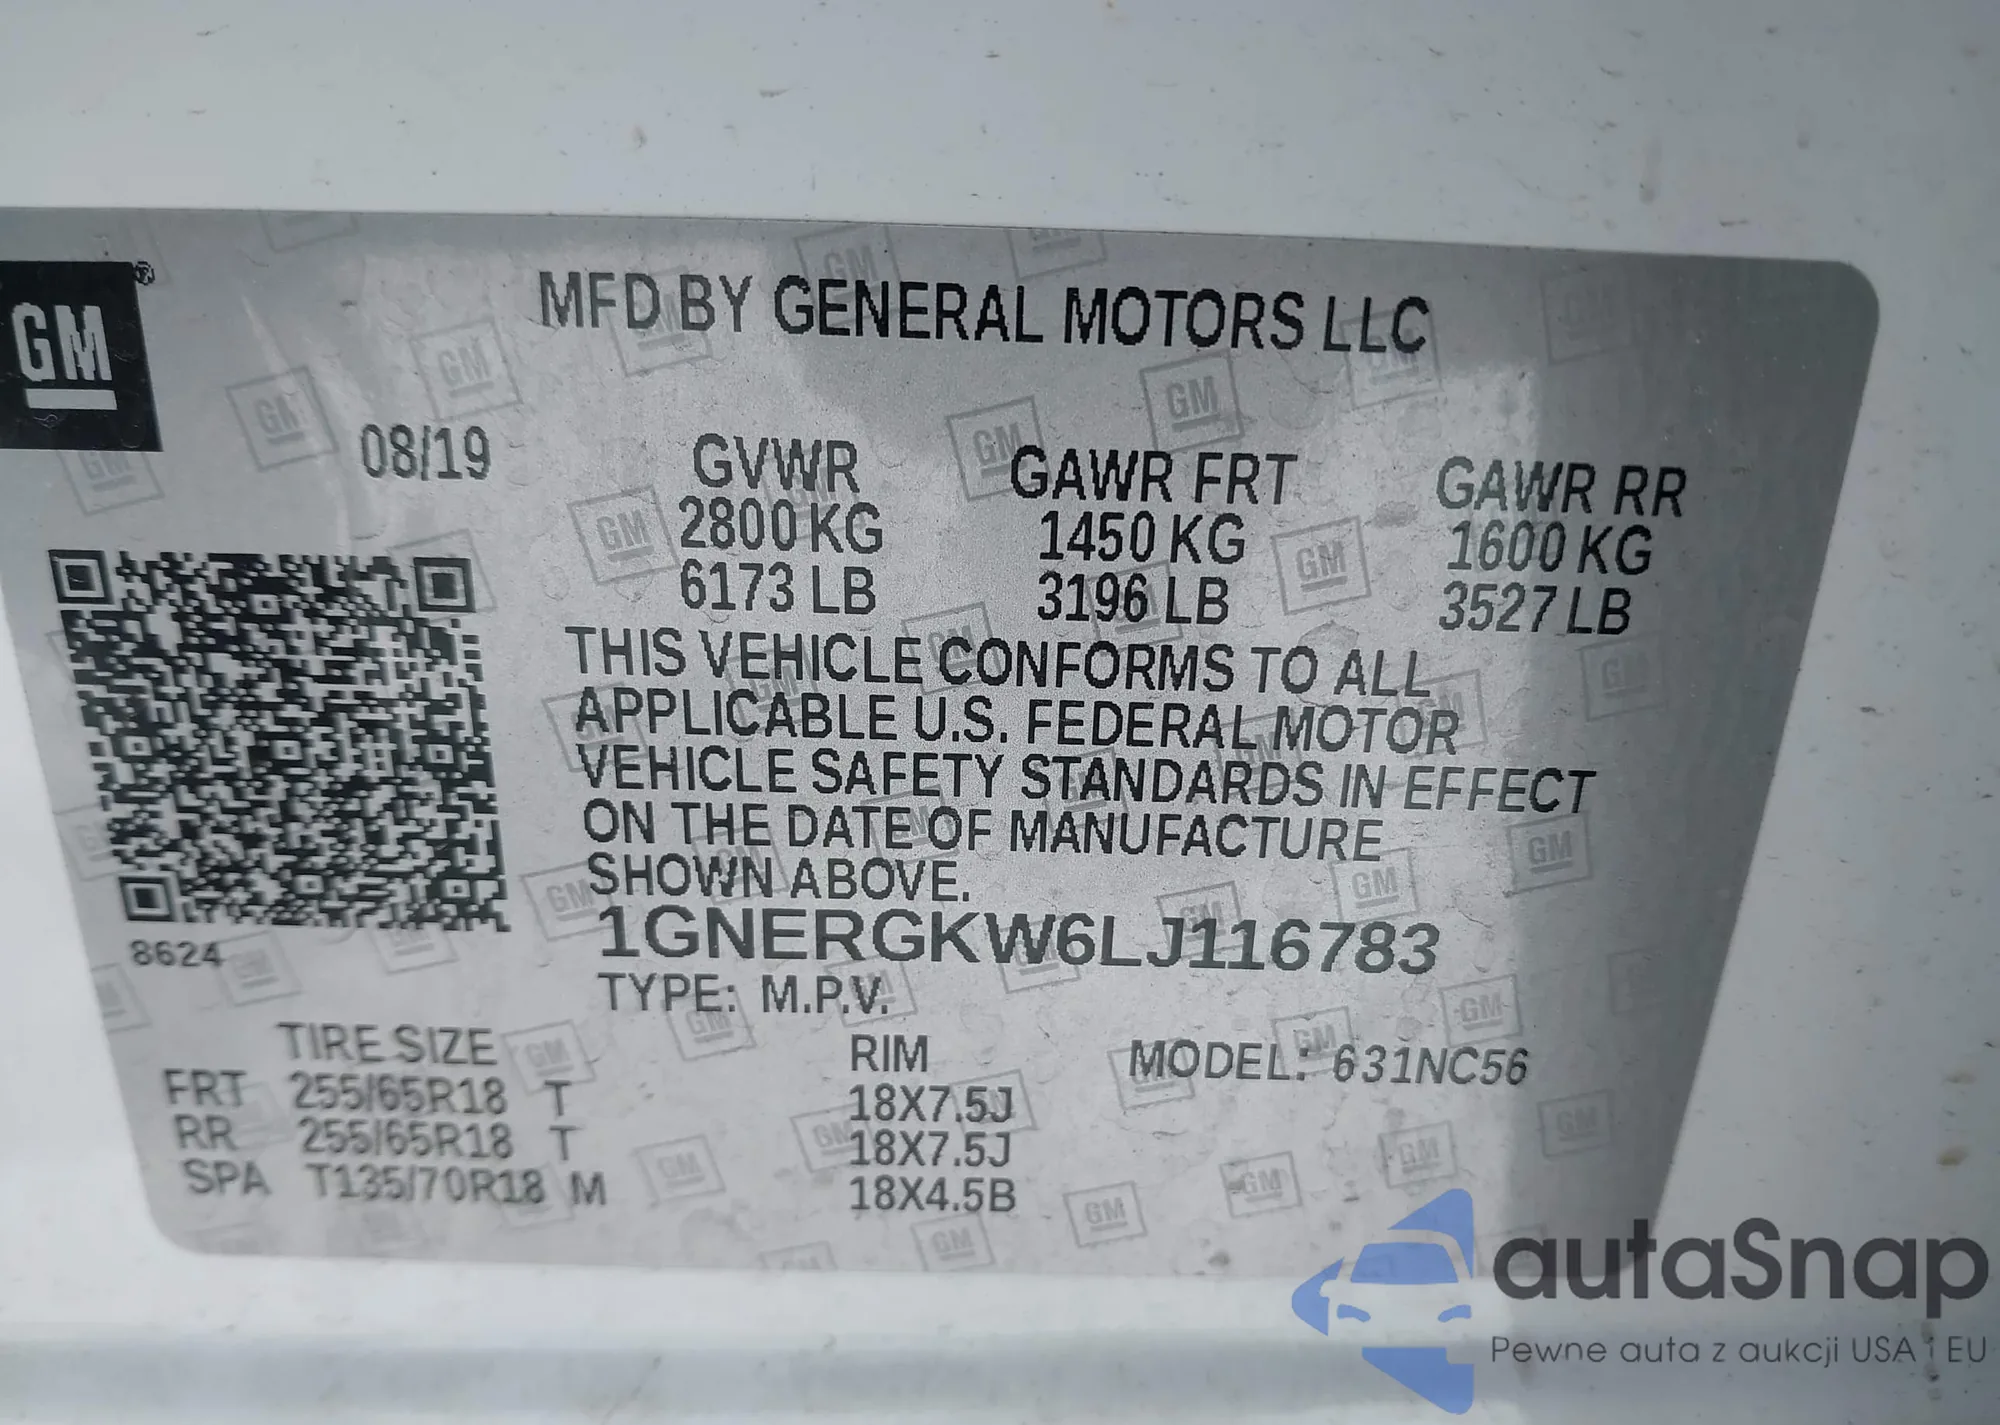 GM ®
MFD BY GENERAL MOTORS LLC
08/19 GVWR GAWR FRT GAWR RR
2800 KG 1450 KG 1600 KG
6173 LB 3196 LB 3527 LB
THIS VEHICLE CONFORMS TO ALL
APPLICABLE U.S. FEDERAL MOTOR
VEHICLE SAFETY STANDARDS IN EFFECT
ON THE DATE OF MANUFACTURE
SHOWN ABOVE.
1GNERGKW6LJ116783
8624
TYPE: M.P.V.
TIRE SIZE RIM MODEL: 631NC56
FRT 255/65R18 T 18X7.5J
RR 255/65R18 T 18X7.5J
SPA T135/70R18 M 18X4.5B
autaSnap
Pewne auta z aukcji USA i EU